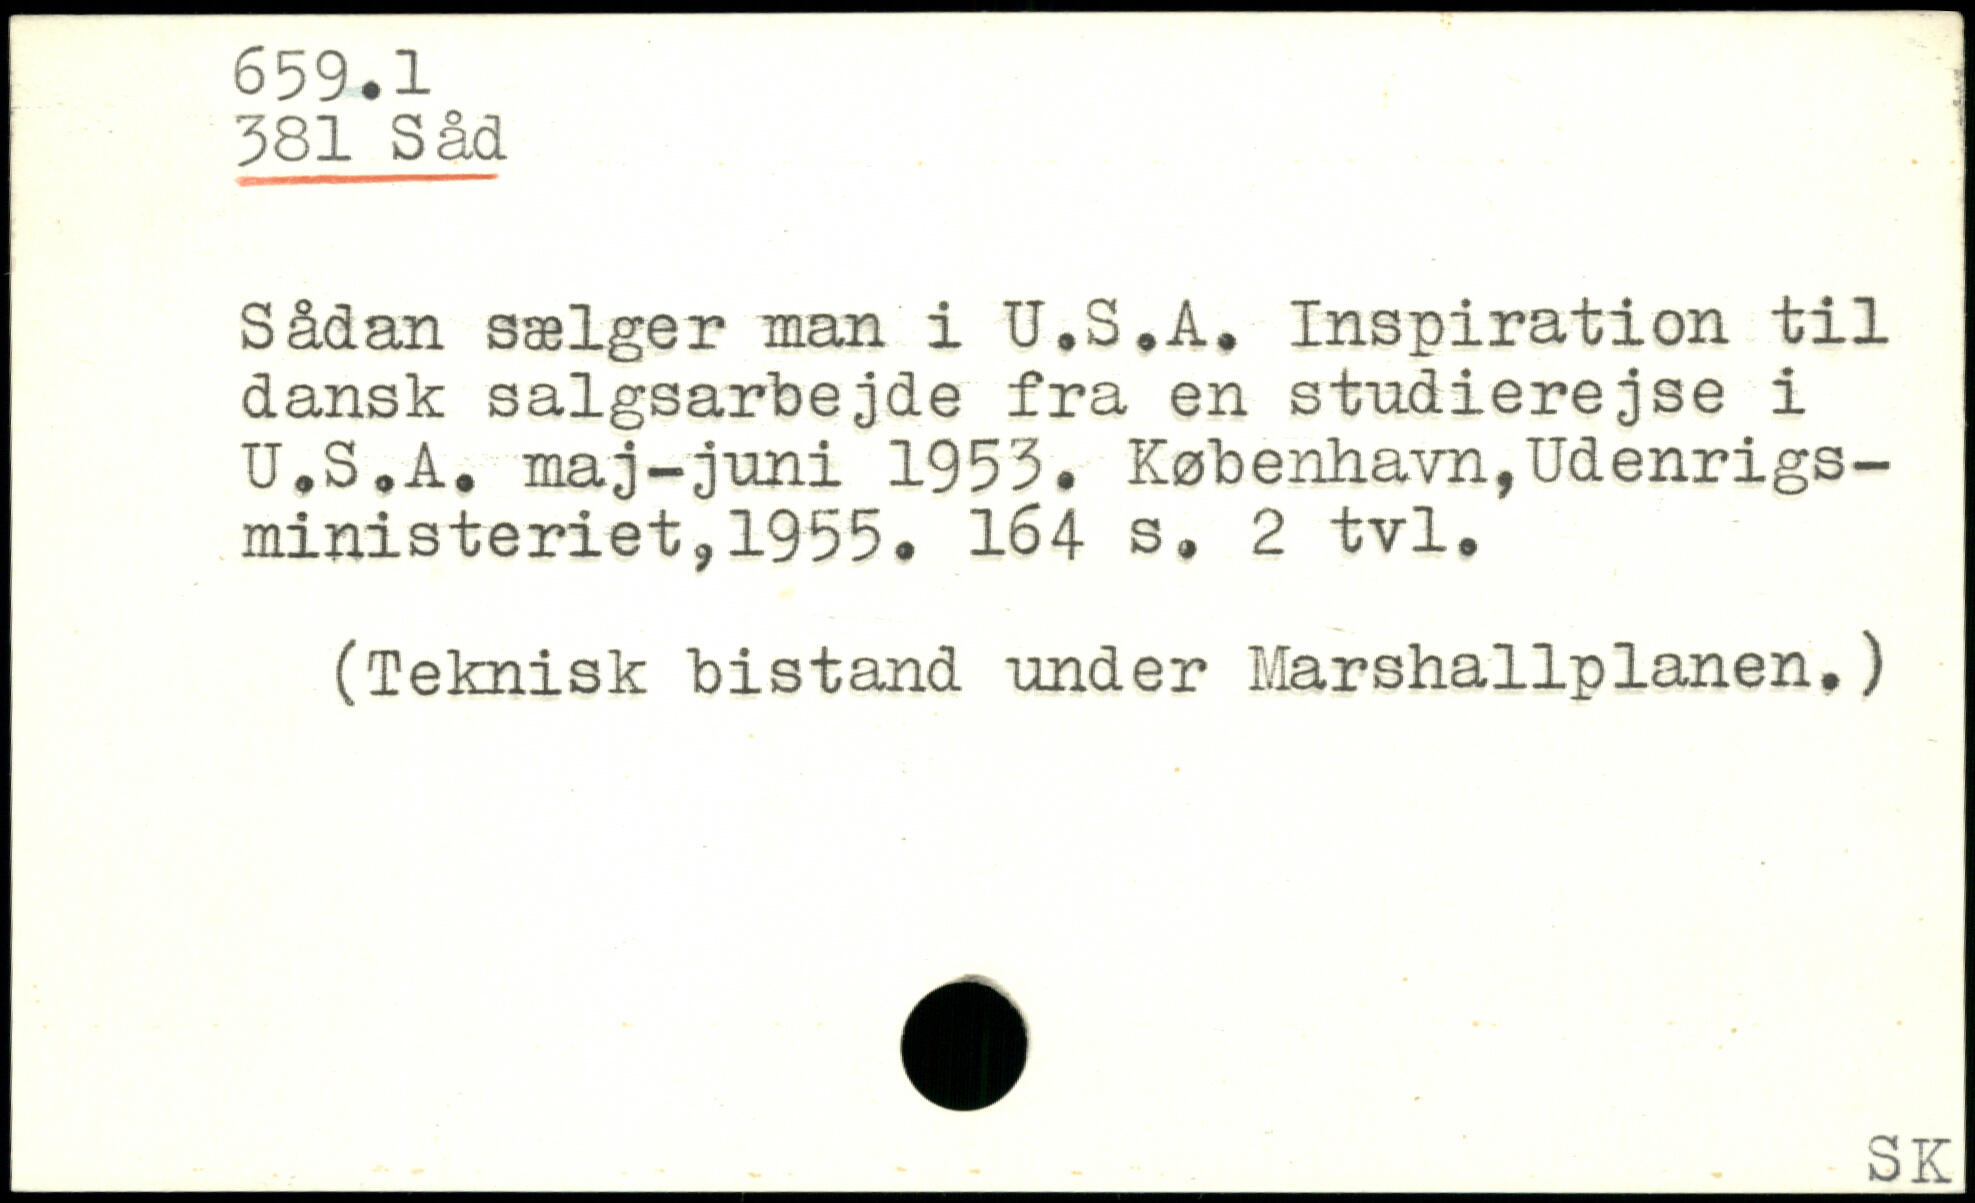 659.1
381 Såd
Sådan sælger man i U.S.A. Inspiration til
dansk salgsarbejde fra en studierejse i
U.S.A. maj-juni 1953. København,Udenrigs-
ministeriet,1955. 164 s. 2 tvl.
(Teknisk bistand under Marshallplanen.)
SK